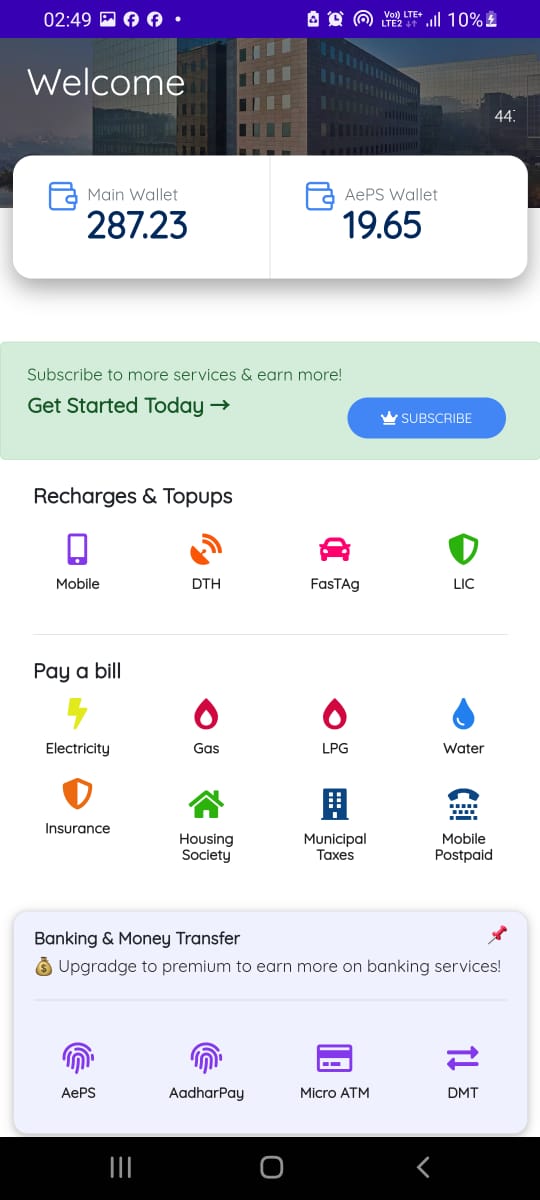 02:49
Vo)) LTE+
LTE2
10%
Welcome
Main Wallet
287.23
AePS Wallet
19.65
Subscribe to more services & earn more!
Get Started Today →
SUBSCRIBE
Recharges & Topups
Mobile
DTH
FasTAg
LIC
Pay a bill
Electricity
Gas
LPG
Water
Insurance
Housing
Society
Municipal
Taxes
Mobile
Postpaid
Banking & Money Transfer
💰 Upgradge to premium to earn more on banking services!
AePS
AadharPay
Micro ATM
DMT